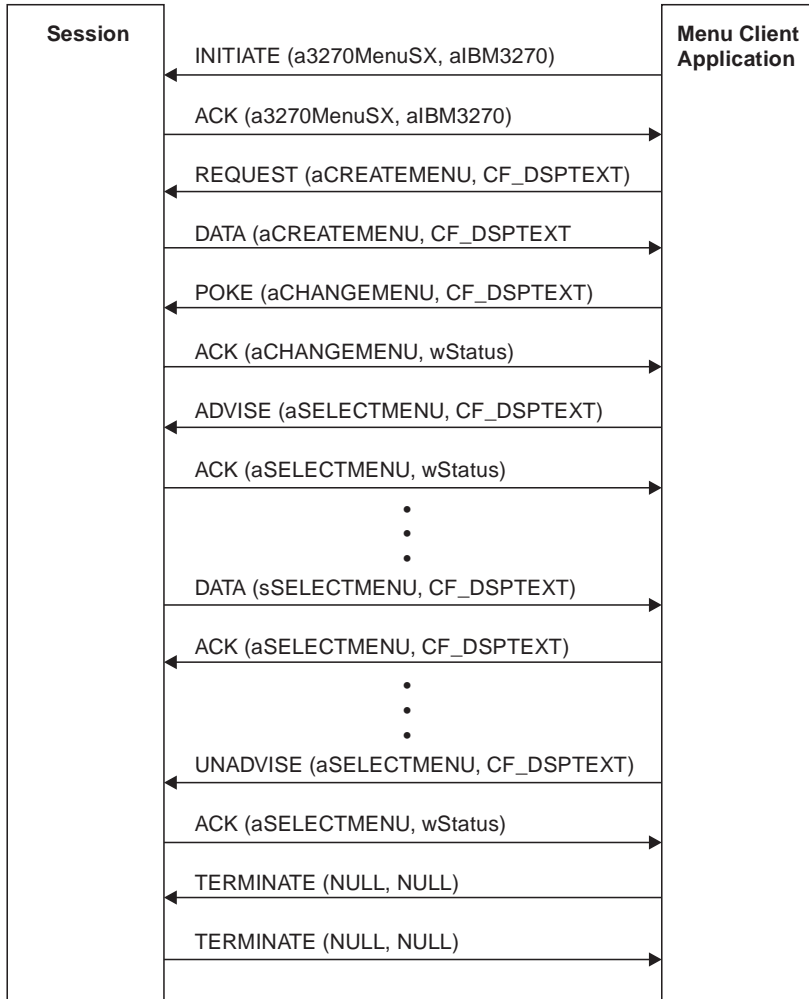 Session
Menu Client
Application
INITIATE (a3270MenuSX, aIBM3270)
ACK (a3270MenuSX, aIBM3270)
REQUEST (aCREATEMENU, CF_DSPTEXT)
DATA (aCREATEMENU, CF_DSPTEXT
POKE (aCHANGEMENU, CF_DSPTEXT)
ACK (aCHANGEMENU, wStatus)
ADVISE (aSELECTMENU, CF_DSPTEXT)
ACK (aSELECTMENU, wStatus)
DATA (sSELECTMENU, CF_DSPTEXT)
ACK (aSELECTMENU, CF_DSPTEXT)
UNADVISE (aSELECTMENU, CF_DSPTEXT)
ACK (aSELECTMENU, wStatus)
TERMINATE (NULL, NULL)
TERMINATE (NULL, NULL)